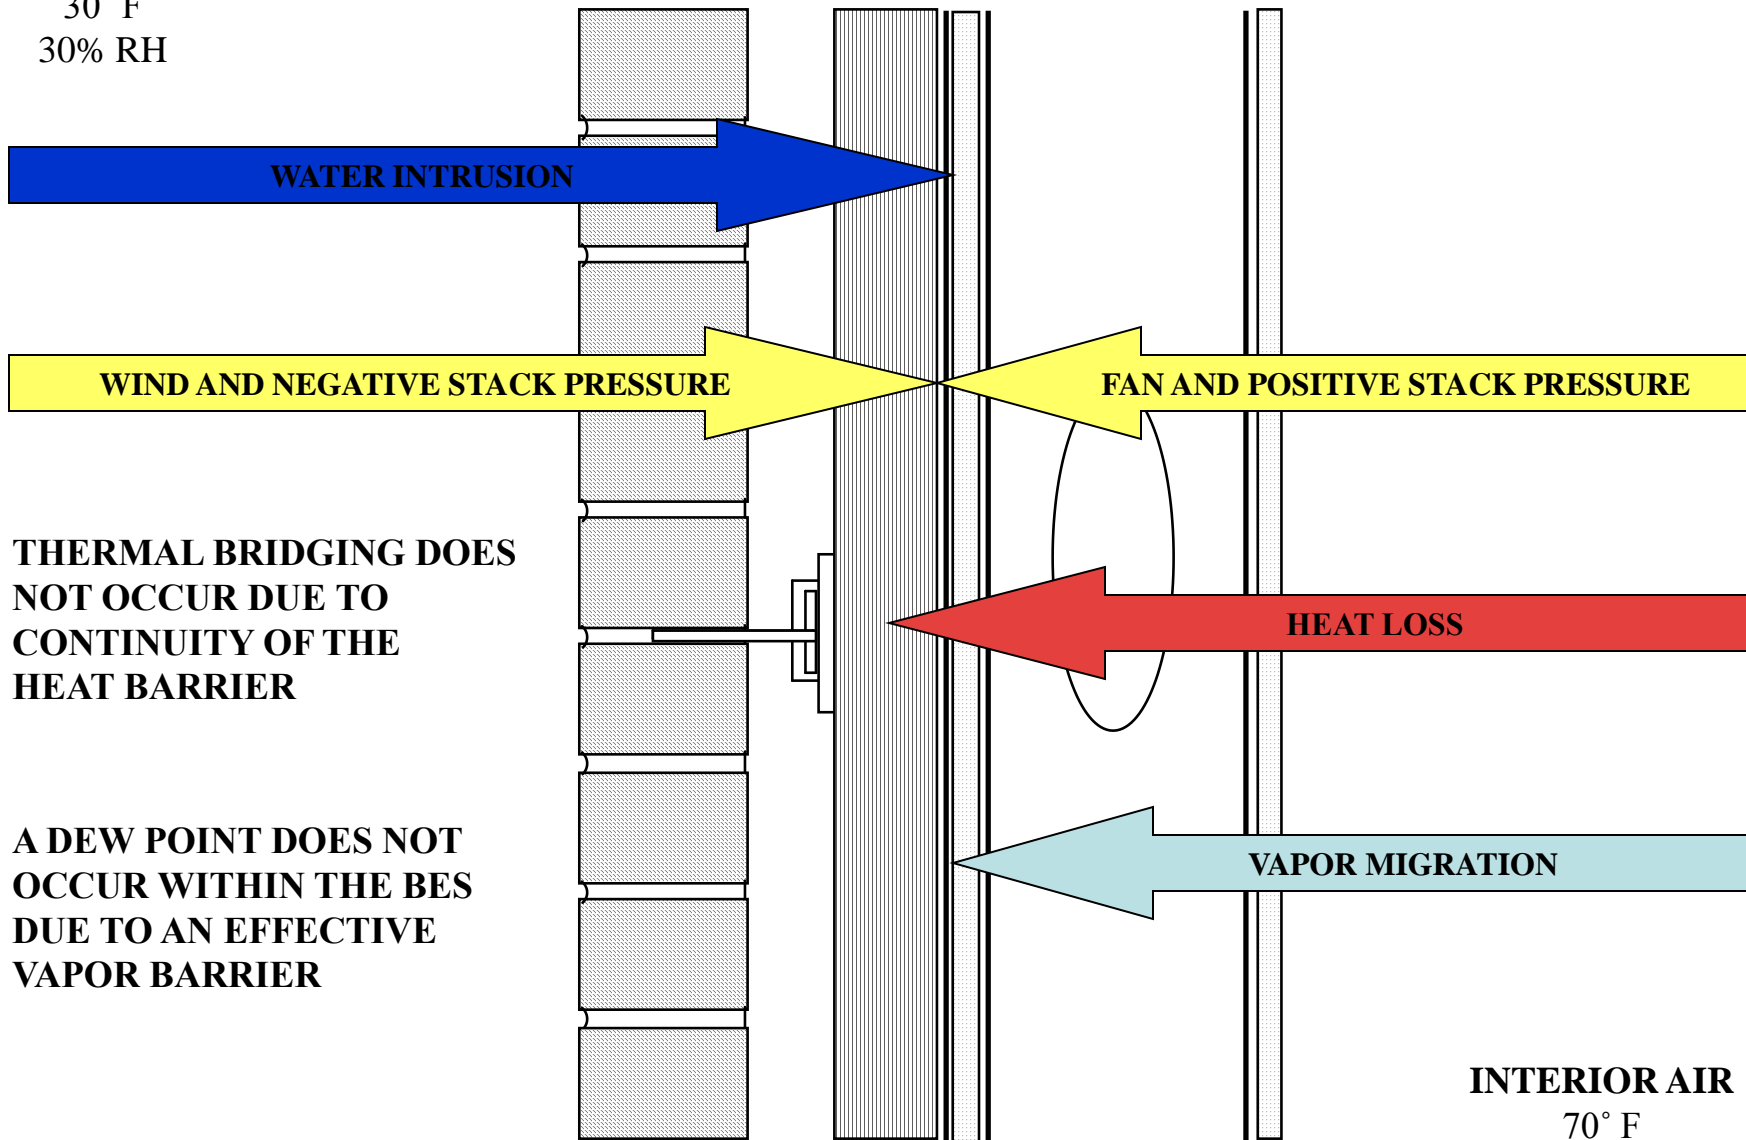 30˚ F
30% RH
WATER INTRUSION
WIND AND NEGATIVE STACK PRESSURE
FAN AND POSITIVE STACK PRESSURE
THERMAL BRIDGING DOES
NOT OCCUR DUE TO
CONTINUITY OF THE
HEAT BARRIER
HEAT LOSS
A DEW POINT DOES NOT
OCCUR WITHIN THE BES
DUE TO AN EFFECTIVE
VAPOR BARRIER
VAPOR MIGRATION
INTERIOR AIR
70˚ F